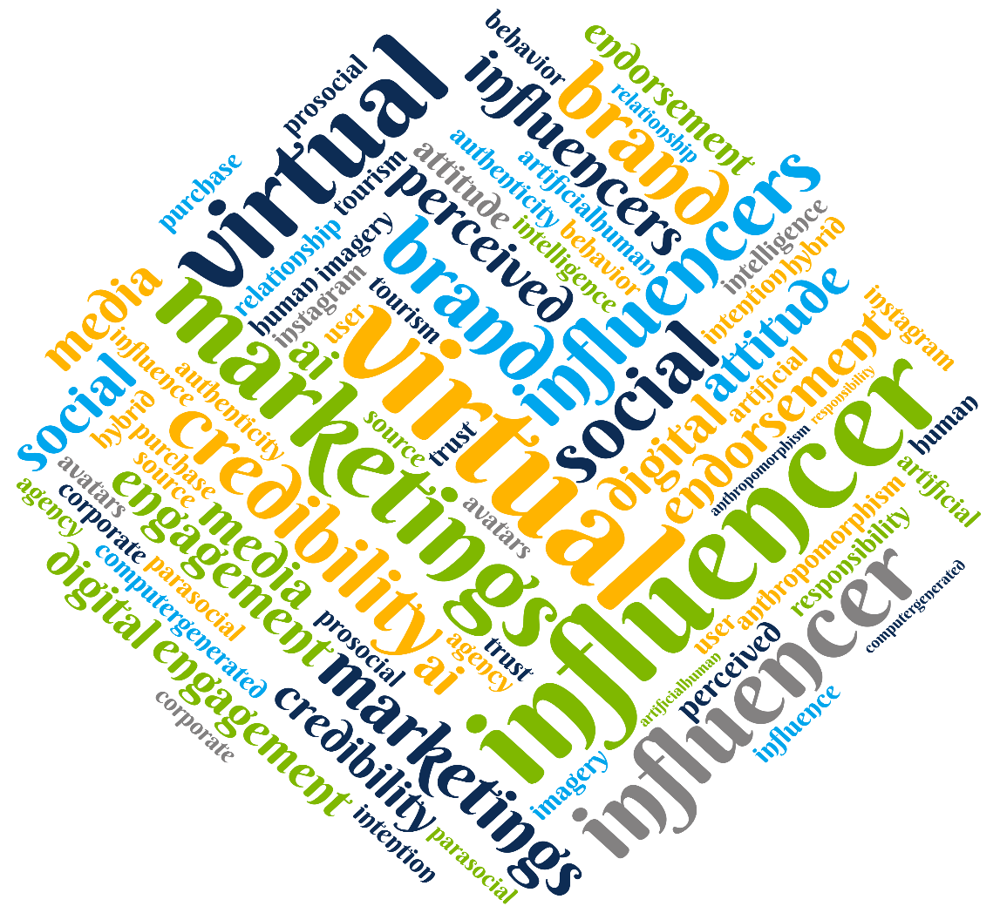 behavior
endorsement
influencers
brand
relationship
prosocial
virtual
authenticity
attitude
artificialhuman
influencers
purchase
tourism
perceived
intelligence
behavior
intelligence
hybrid
relationship
human
imagery
brand
intention
attitude
instagram
media
marketings
instagram
user
tourism
virtual
social
ai
influence
authenticity
digital
artificial
endorsement
responsibility
influencer
social
hybrid
purchase
credibility
source
trust
anthropomorphism
human
artificial
avatars
source
engagement
media
avatars
agency
corporate
computergenerated
parasocial
anthropomorphism
responsibility
digital
engagement
prosocial
ai
agency
trust
user
perceived
influencer
computergenerated
artificialhuman
corporate
credibility
marketings
imagery
influence
intention
parasocial